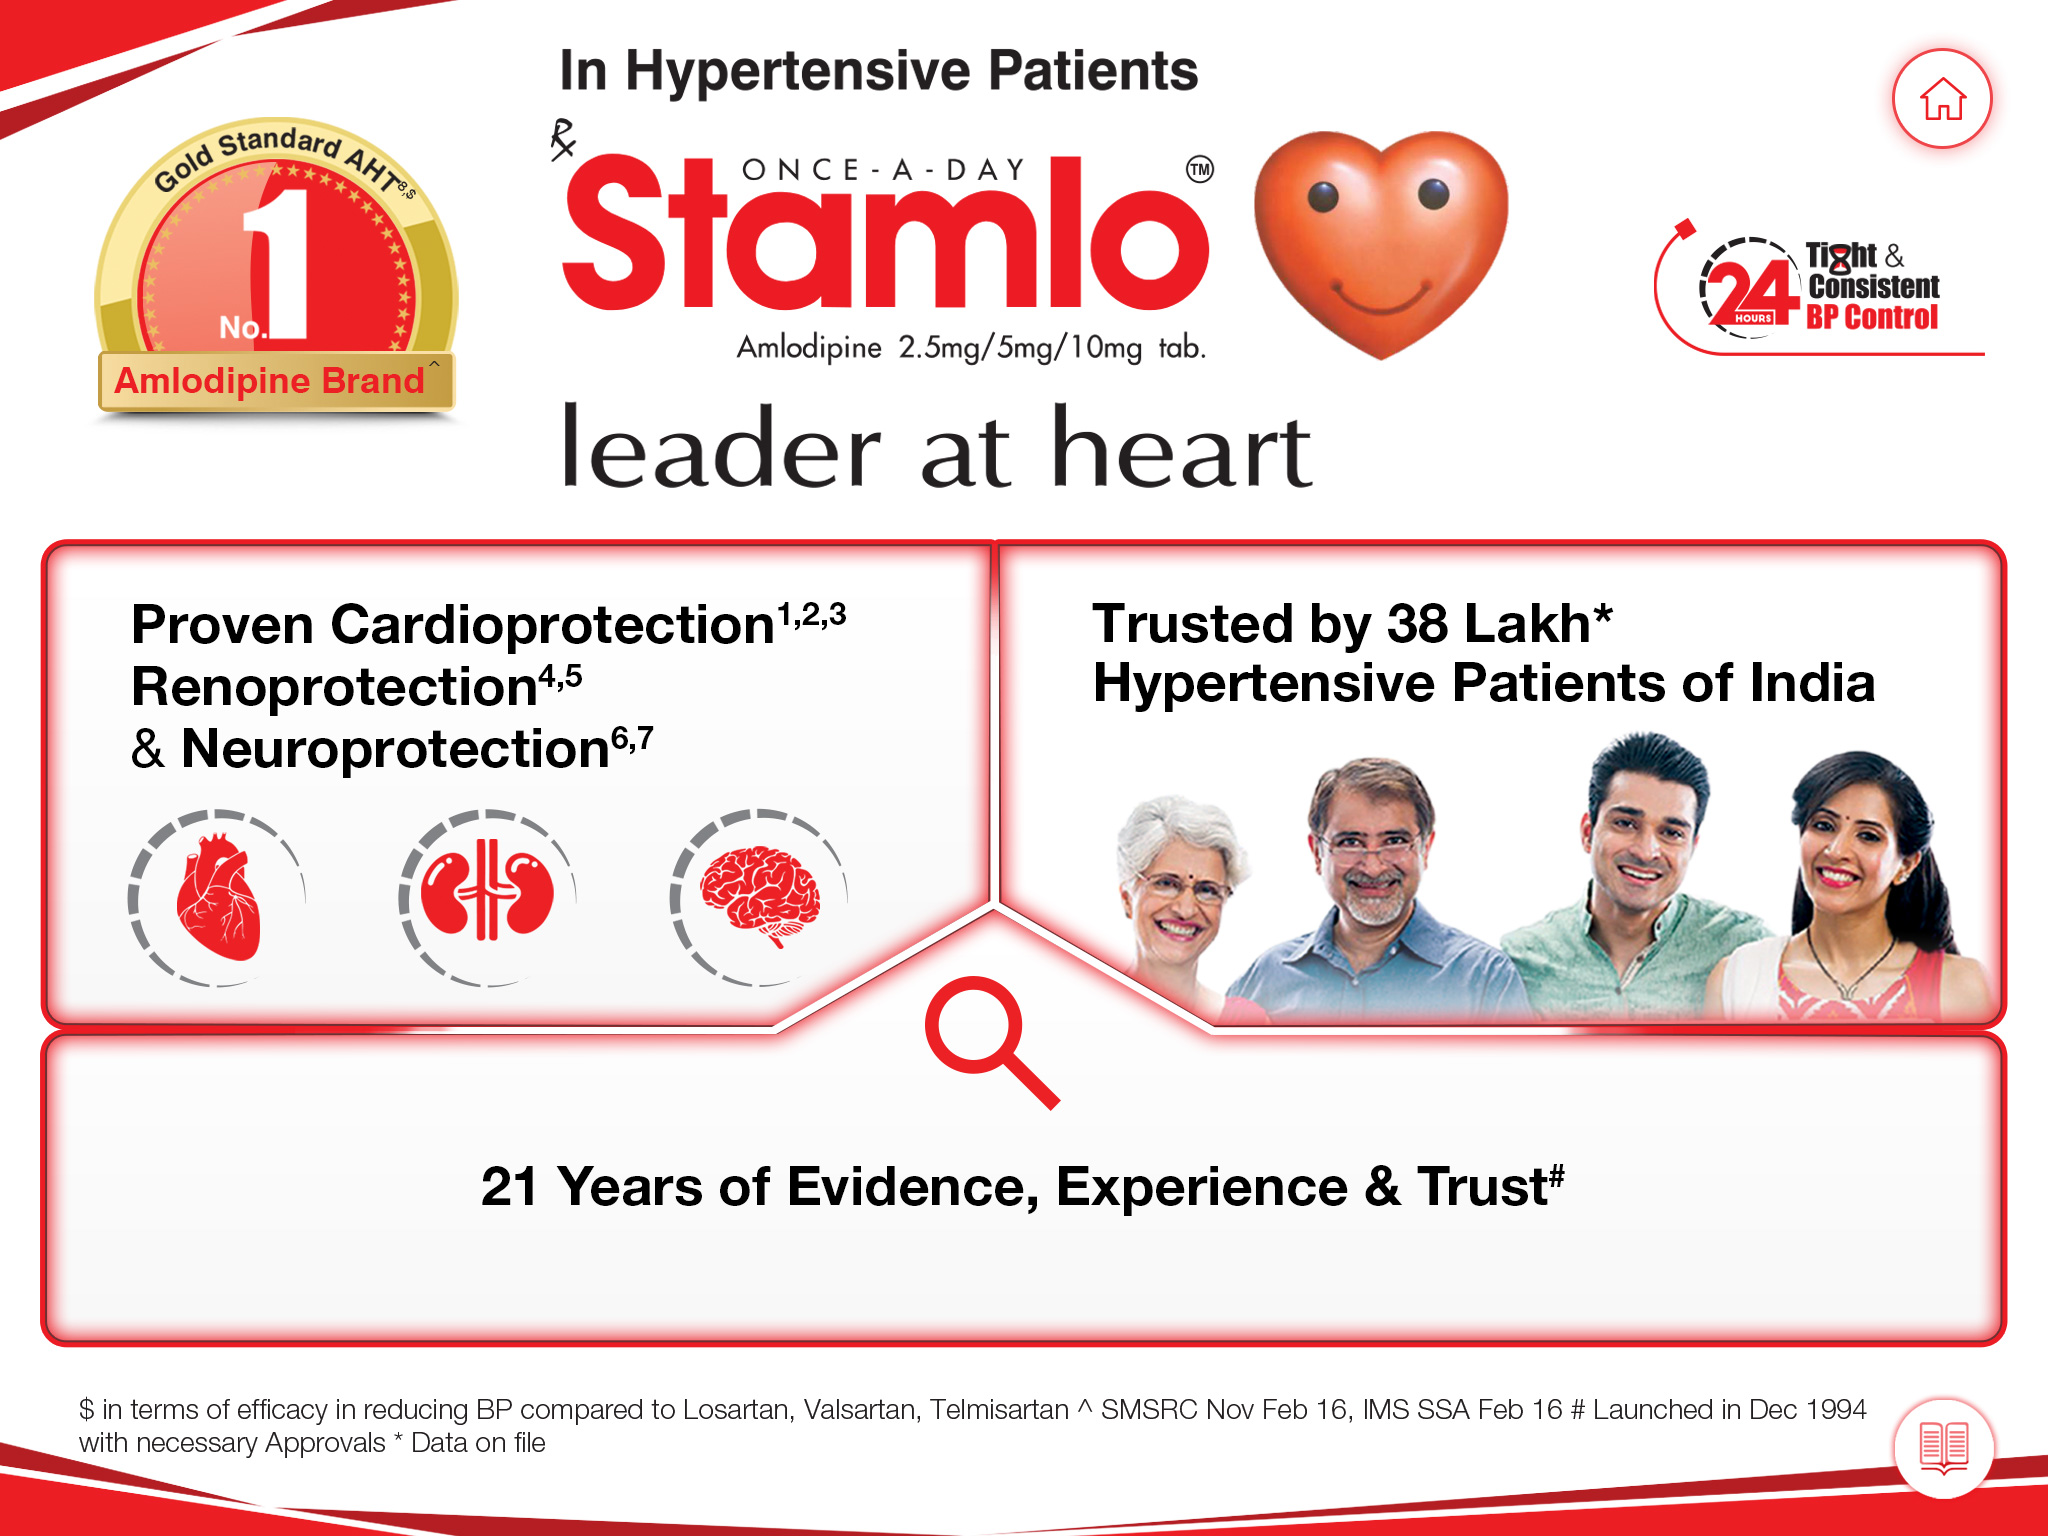 In Hypertensive Patients
Gold Standard AHT8,$
No.1
Amlodipine Brand^
Rx
ONCE-A-DAY
Stamlo™
Amlodipine 2.5mg/5mg/10mg tab.
leader at heart
24 HOURS
Tight &
Consistent
BP Control
Proven Cardioprotection1,2,3
Renoprotection4,5
& Neuroprotection6,7
Trusted by 38 Lakh*
Hypertensive Patients of India
21 Years of Evidence, Experience & Trust#
$ in terms of efficacy in reducing BP compared to Losartan, Valsartan, Telmisartan ^ SMSRC Nov Feb 16, IMS SSA Feb 16 # Launched in Dec 1994
with necessary Approvals * Data on file